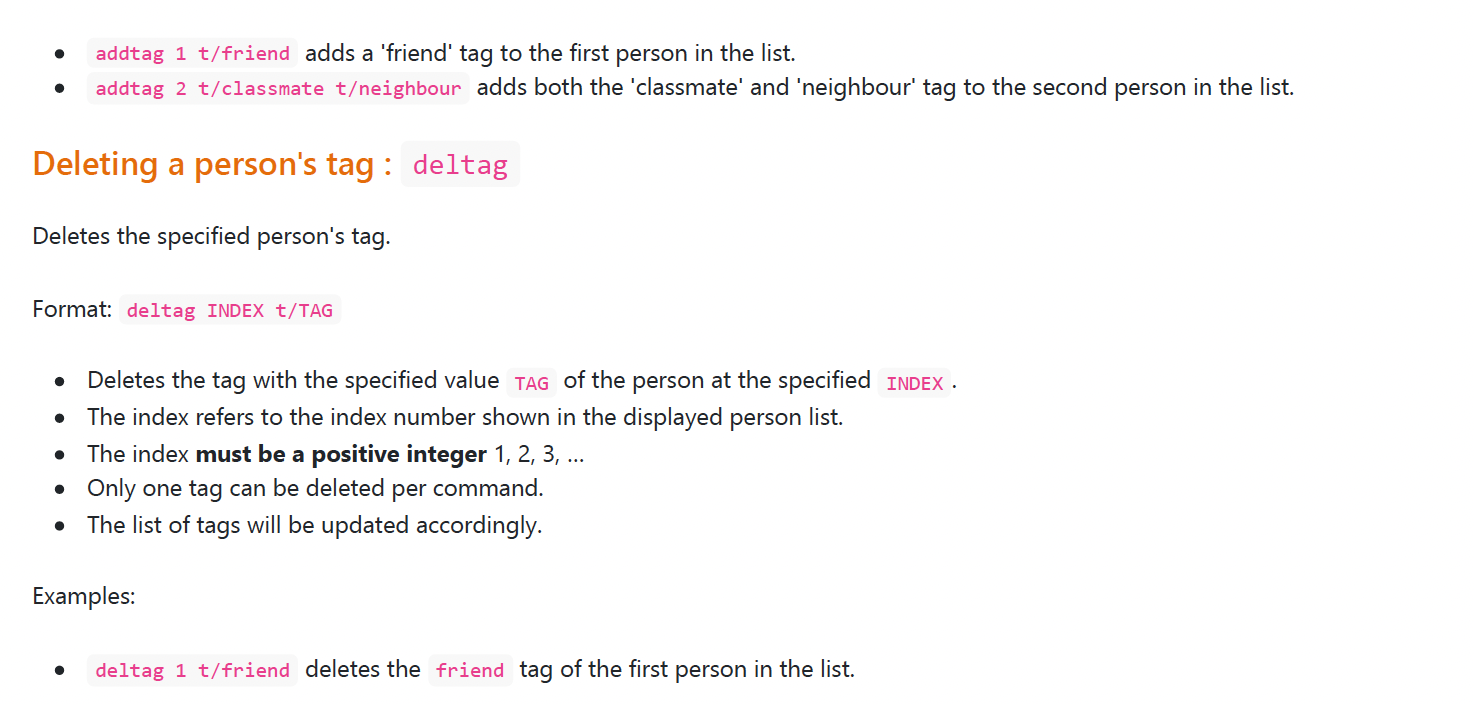 addtag 1 t/friend adds a 'friend' tag to the first person in the list.
addtag 2 t/classmate t/neighbour adds both the 'classmate' and 'neighbour' tag to the second person in the list.
Deleting a person's tag : deltag
Deletes the specified person's tag.
Format: deltag INDEX t/TAG
Deletes the tag with the specified value TAG of the person at the specified INDEX.
The index refers to the index number shown in the displayed person list.
The index must be a positive integer 1, 2, 3, …
Only one tag can be deleted per command.
The list of tags will be updated accordingly.
Examples:
deltag 1 t/friend deletes the friend tag of the first person in the list.